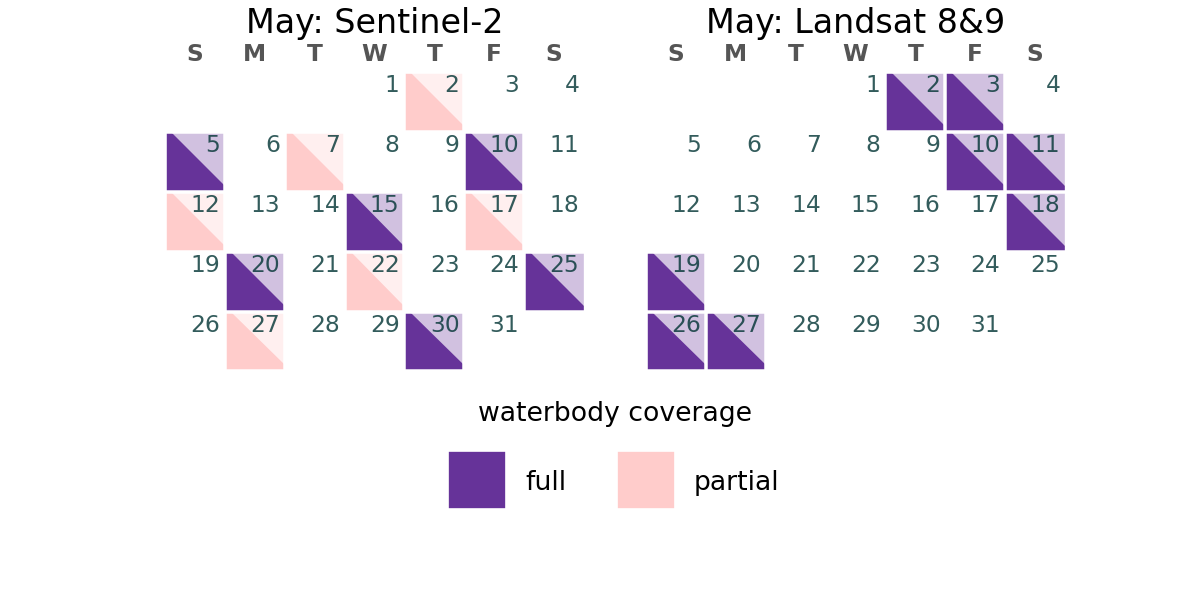 May: Sentinel-2
S M T W T F S
1 2 3 4
5 6 7 8 9 10 11
12 13 14 15 16 17 18
19 20 21 22 23 24 25
26 27 28 29 30 31
May: Landsat 8&9
S M T W T F S
1 2 3 4
5 6 7 8 9 10 11
12 13 14 15 16 17 18
19 20 21 22 23 24 25
26 27 28 29 30 31
waterbody coverage
full
partial